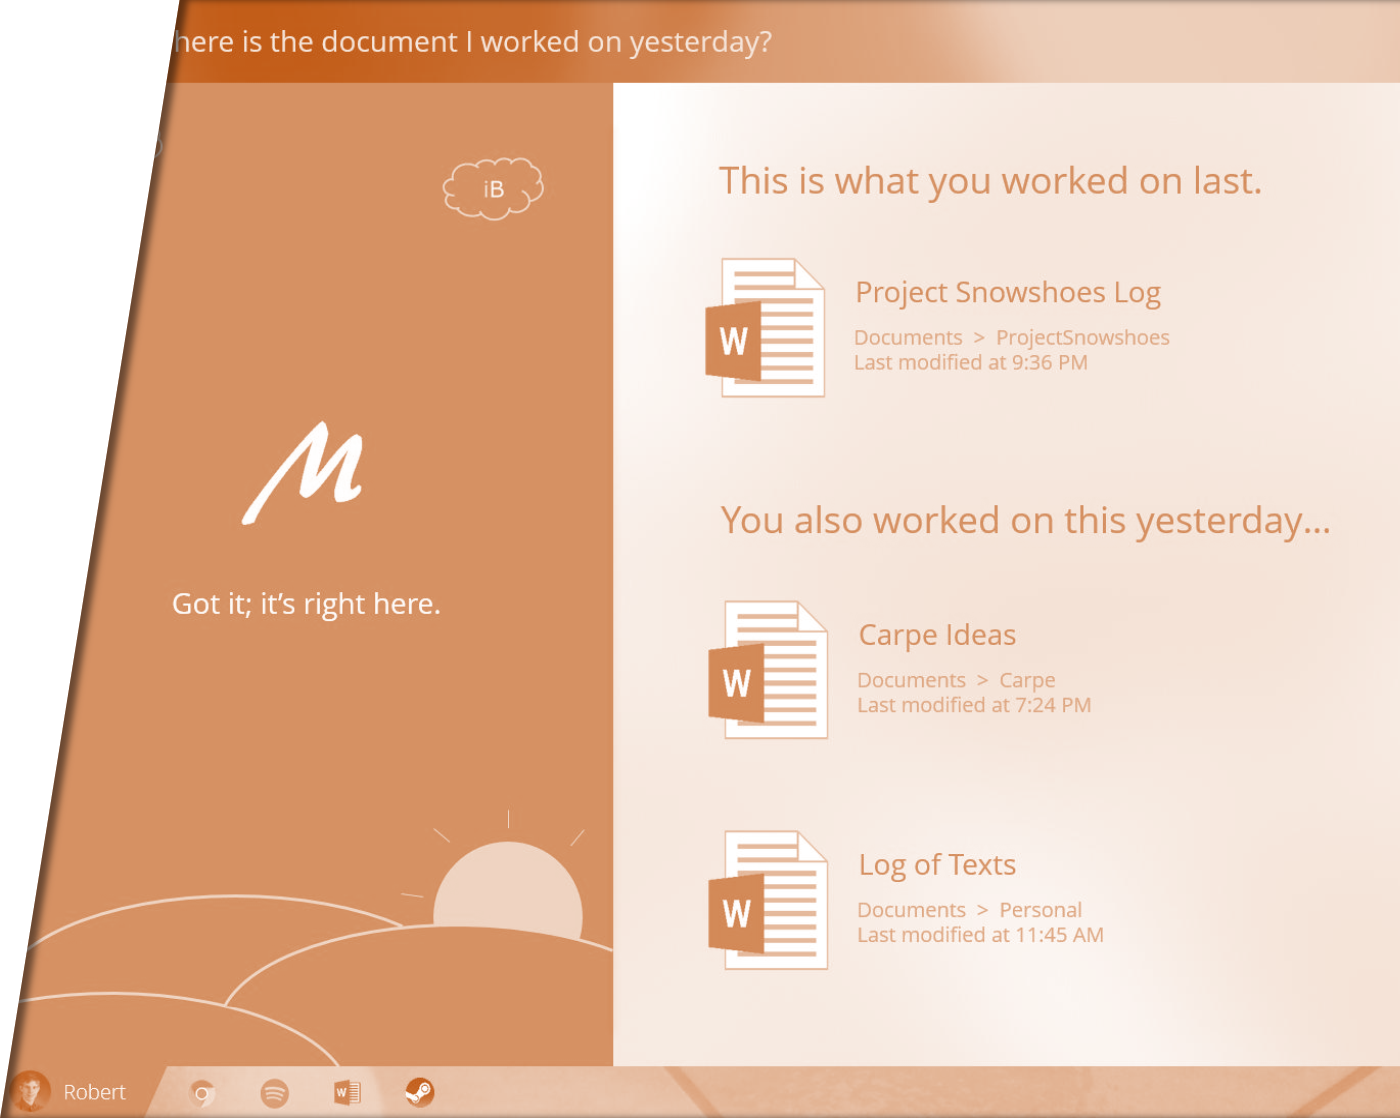 here is the document I worked on yesterday?
iB
This is what you worked on last.
W
Project Snowshoes Log
Documents > ProjectSnowshoes
Last modified at 9:36 PM
M
Got it; it’s right here.
You also worked on this yesterday...
W
Carpe Ideas
Documents > Carpe
Last modified at 7:24 PM
W
Log of Texts
Documents > Personal
Last modified at 11:45 AM
Robert
W